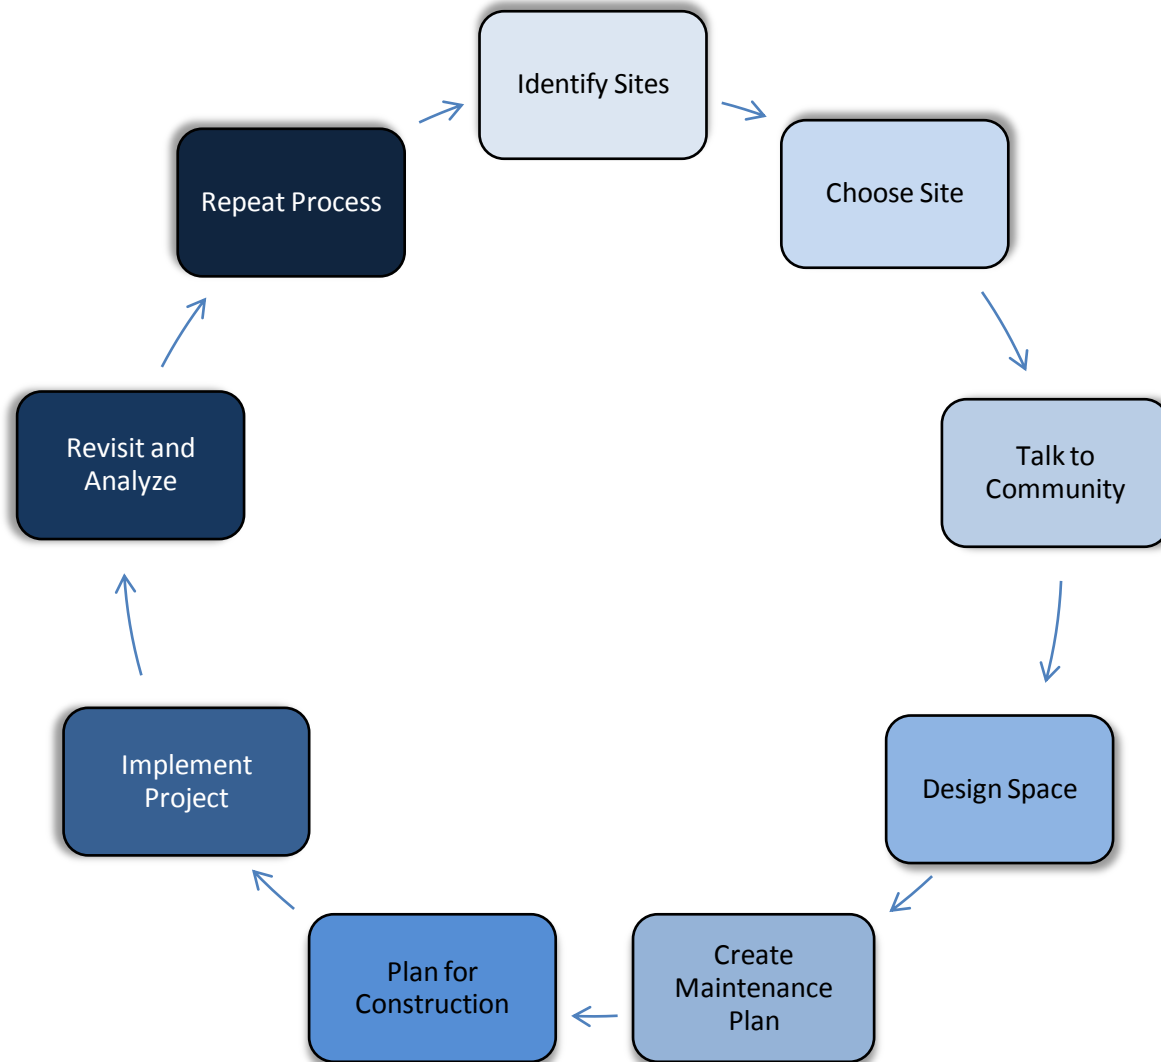 Identify Sites
Choose Site
Talk to
Community
Design Space
Create
Maintenance
Plan
Plan for
Construction
Implement
Project
Revisit and
Analyze
Repeat Process